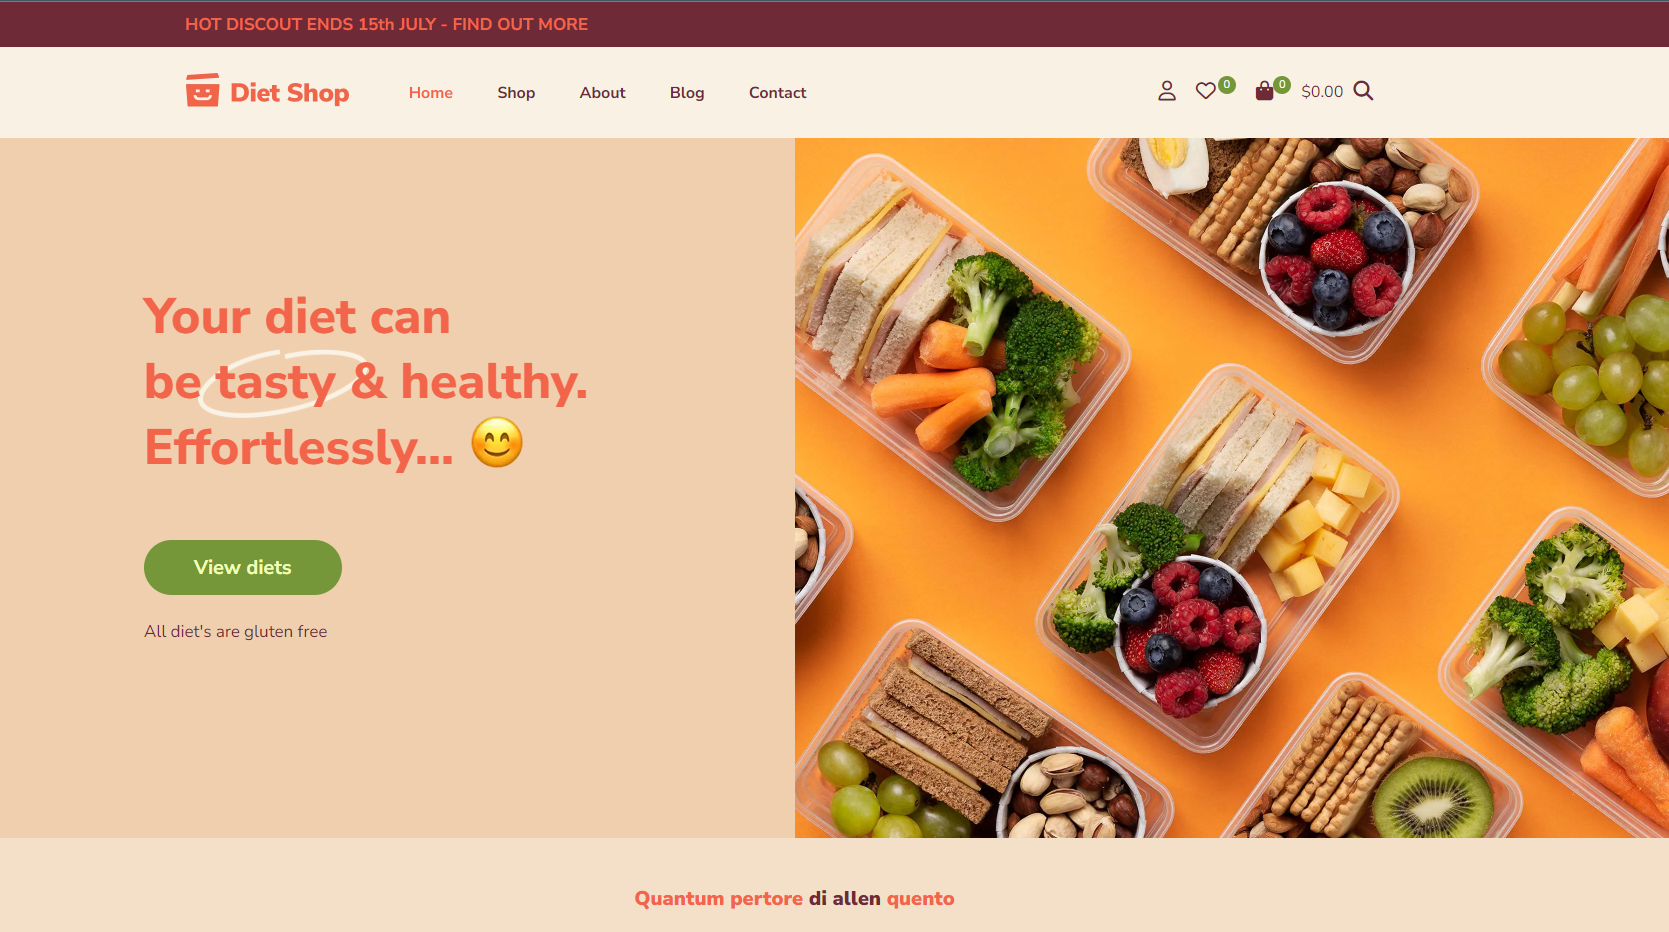 HOT DISCOUT ENDS 15th JULY - FIND OUT MORE
Diet Shop
Home Shop About Blog Contact
0 0 $0.00
Your diet can
be tasty & healthy.
Effortlessly... 😊
View diets
All diet's are gluten free
Quantum pertore di allen quento